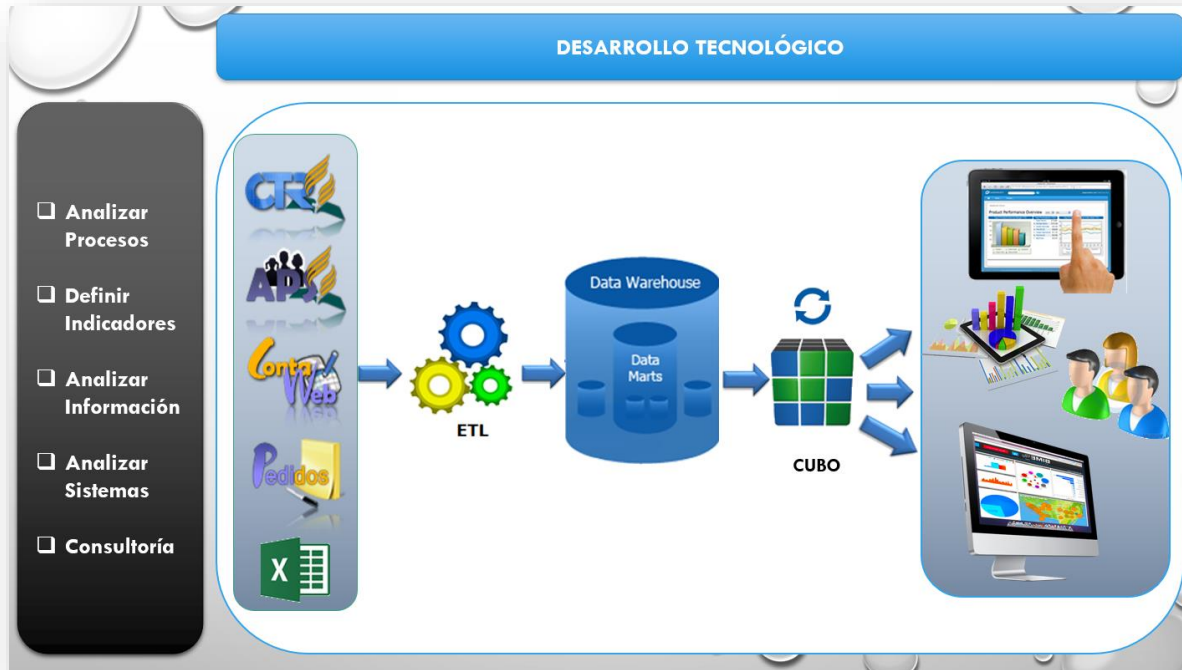 DESARROLLO TECNOLÓGICO
Analizar
Procesos
Definir
Indicadores
Analizar
Información
Analizar
Sistemas
Consultoría
CTR
APS
Conta
Web
Pedidos
X
ETL
Data Warehouse
Data
Marts
CUBO
Product Performance Overview